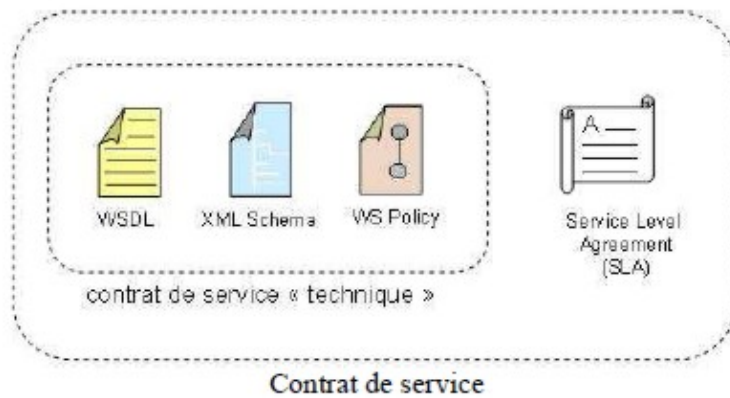 A
WSDL
XML Schema
WS Policy
Service Level
Agreement
(SLA)
contrat de service « technique »
Contrat de service